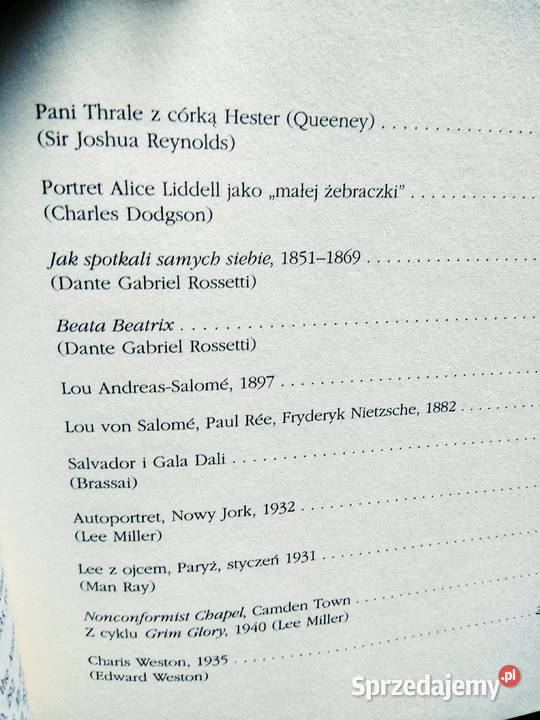 Pani Thrale z córką Hester (Queeney) ....................
(Sir Joshua Reynolds)
Portret Alice Liddell jako „małej żebraczki" ................
(Charles Dodgson)
Jak spotkali samych siebie, 1851–1869 ......................
(Dante Gabriel Rossetti)
Beata Beatrix ........................................
(Dante Gabriel Rossetti)
Lou Andreas-Salomé, 1897 ..............................
Lou von Salomé, Paul Rée, Fryderyk Nietzsche, 1882 ..........
Salvador i Gala Dali ....................................
(Brassai)
Autoportret, Nowy Jork, 1932 ............................
(Lee Miller)
Lee z ojcem, Paryż, styczeń 1931 ..........................
(Man Ray)
Nonconformist Chapel, Camden Town ......................
Z cyklu Grim Glory, 1940 (Lee Miller)
Charis Weston, 1935 ....................................
(Edward Weston)
Sprzedajemy.pl